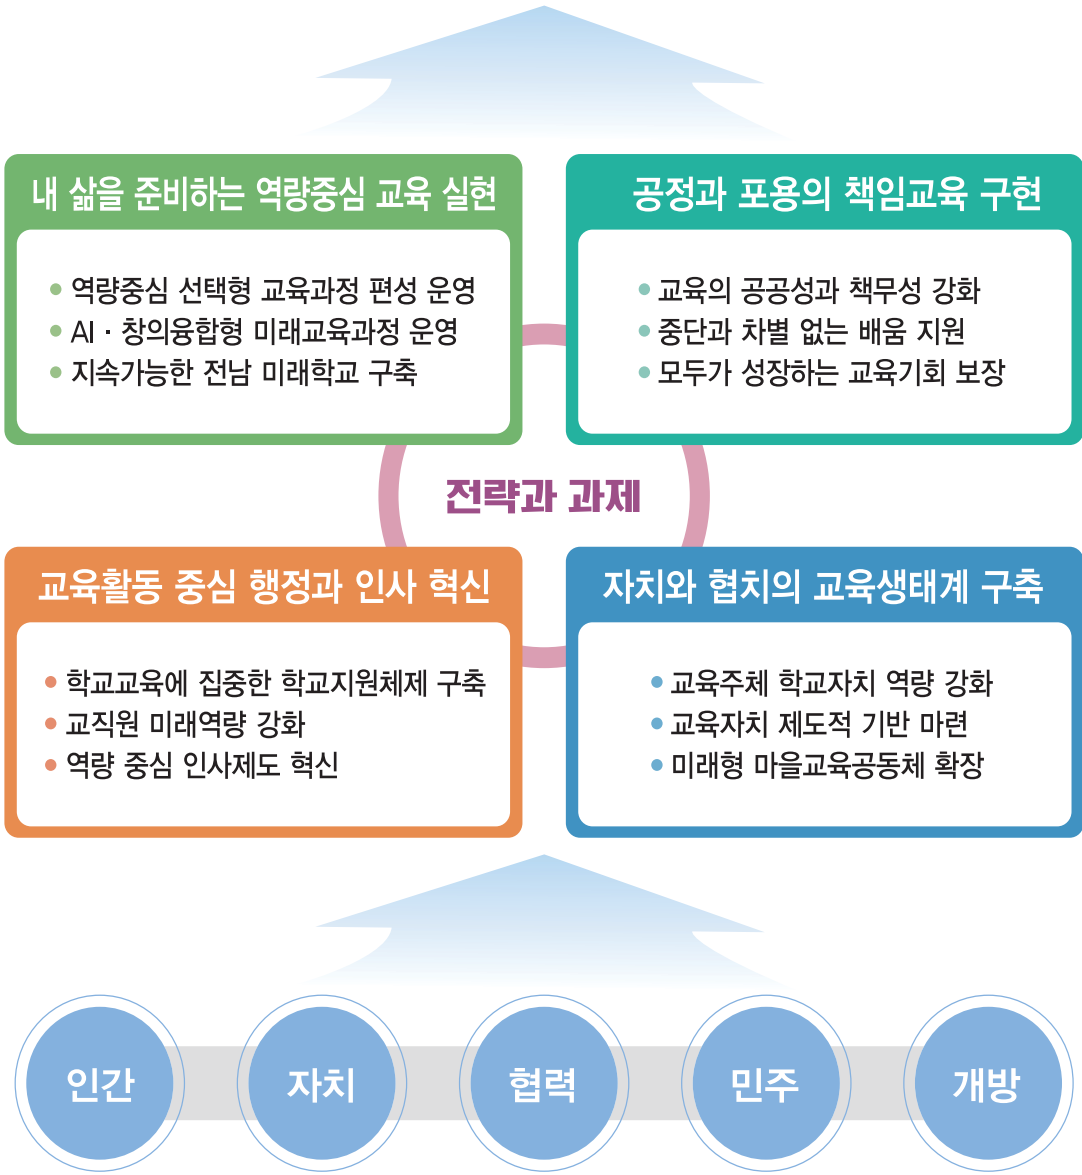 내 삶을 준비하는 역량중심 교육 실현
역량중심 선택형 교육과정 편성 운영
AI · 창의융합형 미래교육과정 운영
지속가능한 전남 미래학교 구축
공정과 포용의 책임교육 구현
교육의 공공성과 책무성 강화
중단과 차별 없는 배움 지원
모두가 성장하는 교육기회 보장
전략과 과제
교육활동 중심 행정과 인사 혁신
학교교육에 집중한 학교지원체제 구축
교직원 미래역량 강화
역량 중심 인사제도 혁신
자치와 협치의 교육생태계 구축
교육주체 학교자치 역량 강화
교육자치 제도적 기반 마련
미래형 마을교육공동체 확장
인간
자치
협력
민주
개방